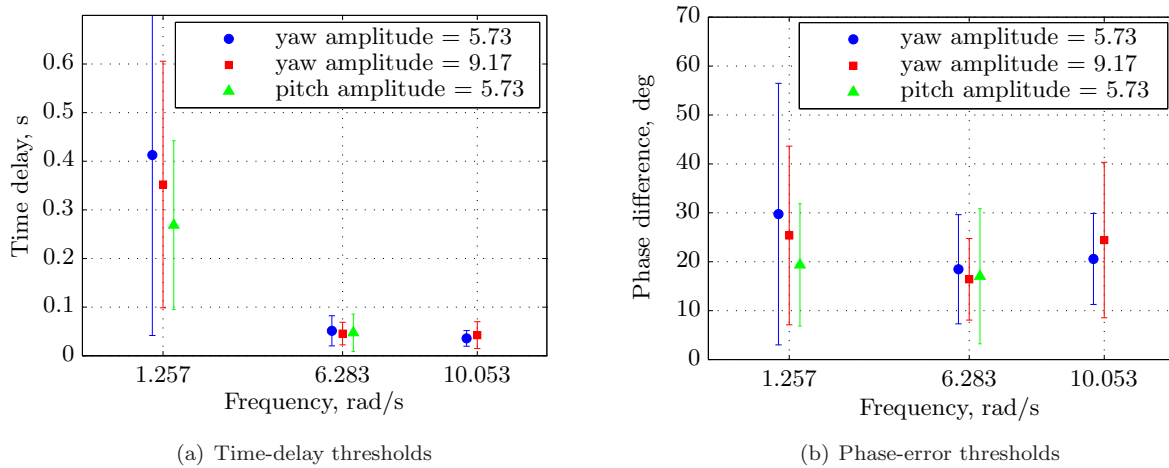 0.6
0.4
0.3
0.2
0.1
0
Time delay, s
yaw amplitude = 5.73
yaw amplitude = 9.17
pitch amplitude = 5.73
1.257
6.283
10.053
Frequency, rad/s
(a) Time-delay thresholds
70
60
50
40
30
20
10
0
Phase difference, deg
yaw amplitude = 5.73
yaw amplitude = 9.17
pitch amplitude = 5.73
1.257
6.283
10.053
Frequency, rad/s
(b) Phase-error thresholds